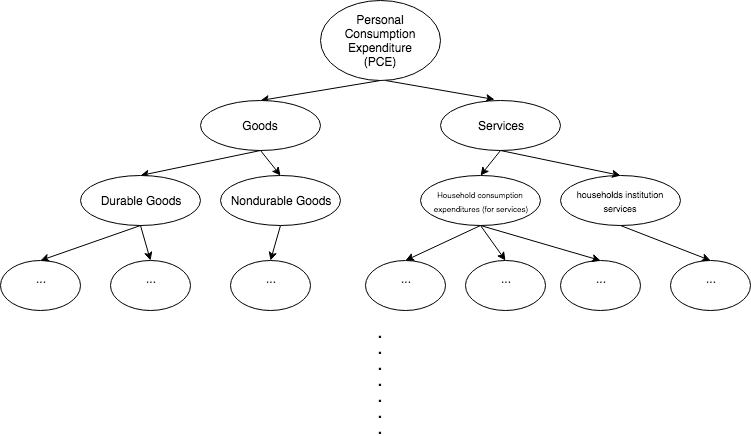 Personal
Consumption
Expenditure
(PCE)
Goods
Services
Durable Goods
Nondurable Goods
Household consumption
expenditures (for services)
households institution
services
...
...
...
...
...
...
...